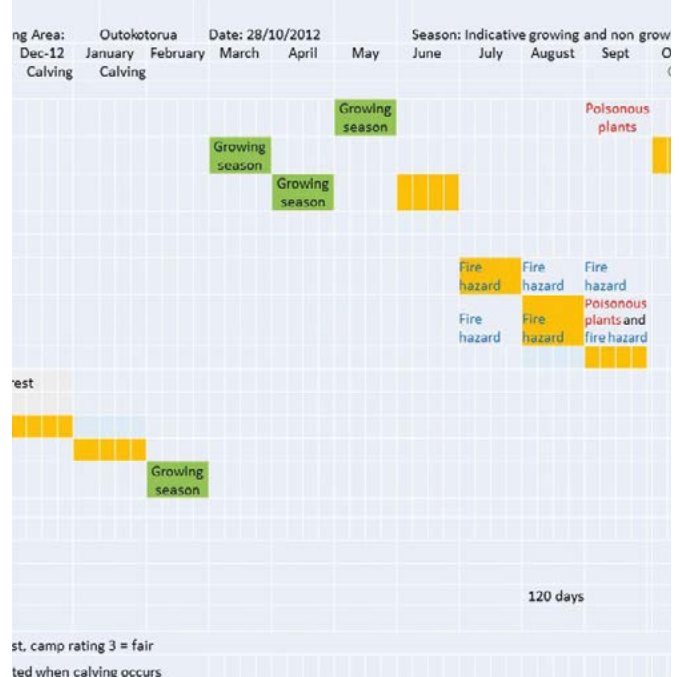 ng Area: Outokotorua Date: 28/10/2012 Season: Indicative growing and non grow
Dec-12 January February March April May June July August Sept O
Calving Calving
Growing Poisonous
season plants
Growing
season
Growing
season
Fire Fire Fire
hazard hazard hazard
Poisonous
Fire Fire plants and
hazard hazard fire hazard
rest
Growing
season
120 days
st, camp rating 3 = fair
ted when calving occurs